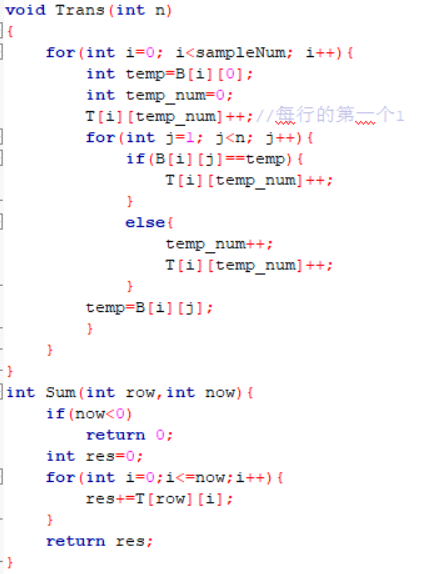 void Trans(int n)
{
    for(int i=0; i<sampleNum; i++){
        int temp=B[i][0];
        int temp_num=0;
        T[i][temp_num]++;//每行的第一个1
        for(int j=1; j<n; j++){
            if(B[i][j]==temp){
                T[i][temp_num]++;
            }
            else{
                temp_num++;
                T[i][temp_num]++;
            }
        temp=B[i][j];
        }
    }
}
int Sum(int row,int now){
    if(now<0)
        return 0;
    int res=0;
    for(int i=0;i<=now;i++){
        res+=T[row][i];
    }
    return res;
}